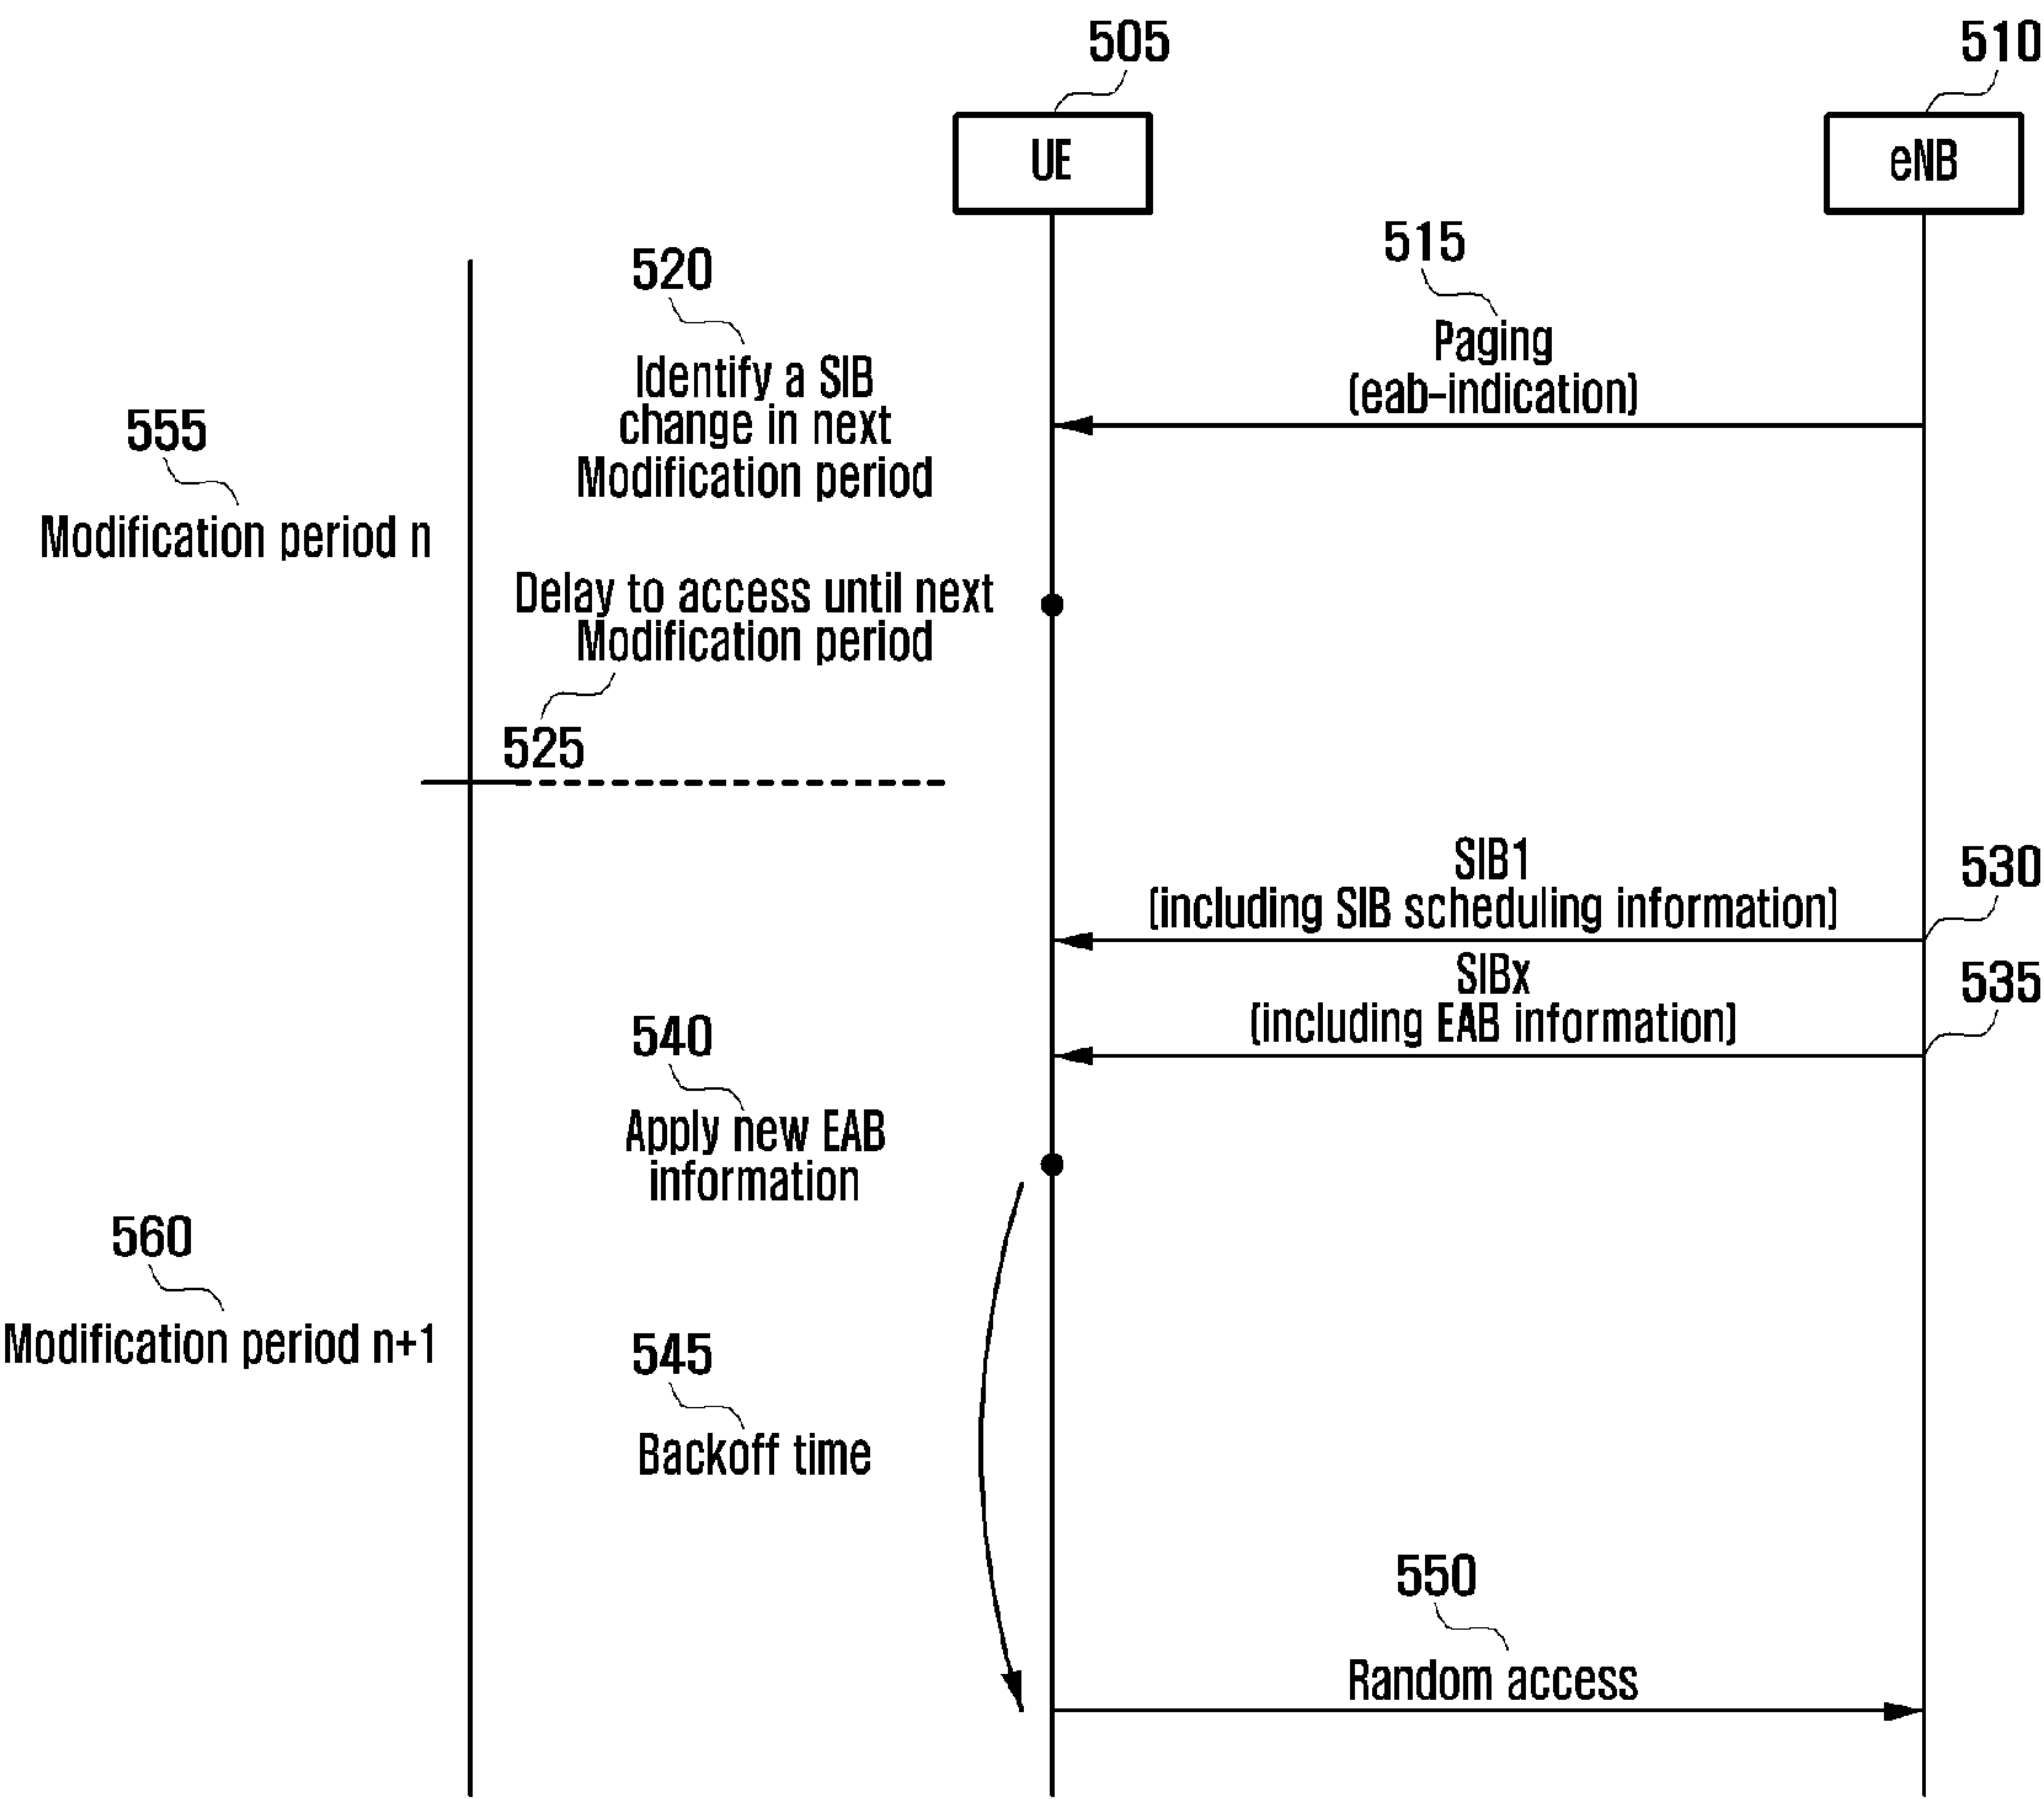 505
510
UE
eNB
515
520
Paging
(eab-indication)
Identify a SIB
change in next
Modification period
555
Modification period n
Delay to access until next
Modification period
525
SIB1
(including SIB scheduling information)
530
SIBx
(including EAB information)
535
540
Apply new EAB
information
560
Modification period n+1
545
Backoff time
550
Random access